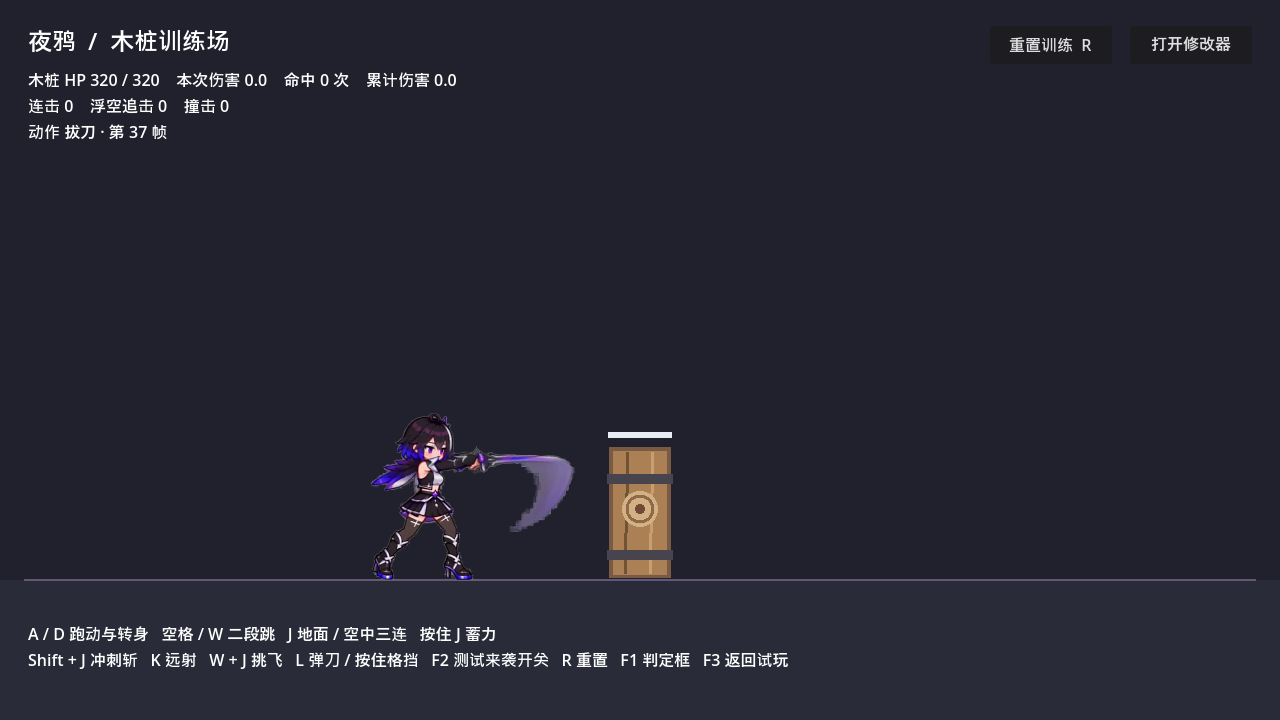 夜鸦 / 木桩训练场
重置训练 R
打开修改器
木桩 HP 320 / 320 本次伤害 0.0 命中 0 次 累计伤害 0.0
连击 0 浮空追击 0 撞击 0
动作 拔刀 · 第 37 帧
A / D 跑动与转身 空格 / W 二段跳 J 地面 / 空中三连 按住 J 蓄力
Shift + J 冲刺斩 K 远射 W + J 挑飞 L 弹刀 / 按住格挡 F2 测试来袭开关 R 重置 F1 判定框 F3 返回试玩